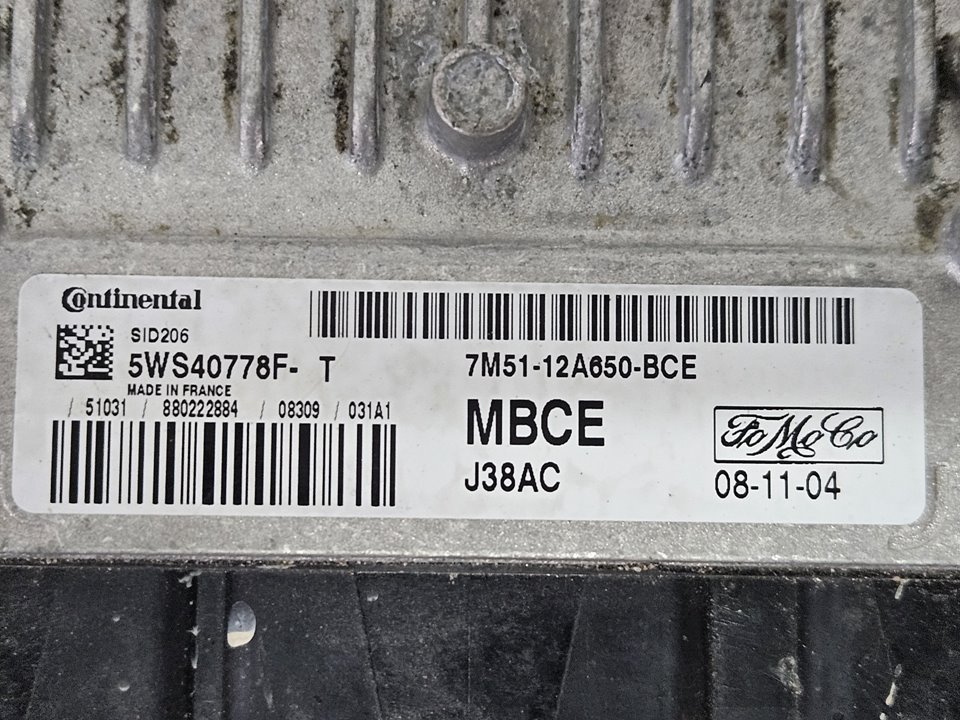 Continental
SID206
5WS40778F- T
MADE IN FRANCE
/ 51031 / 880222884 / 08309 / 031A1
7M51-12A650-BCE
MBCE
J38AC
FoMoCo
08-11-04